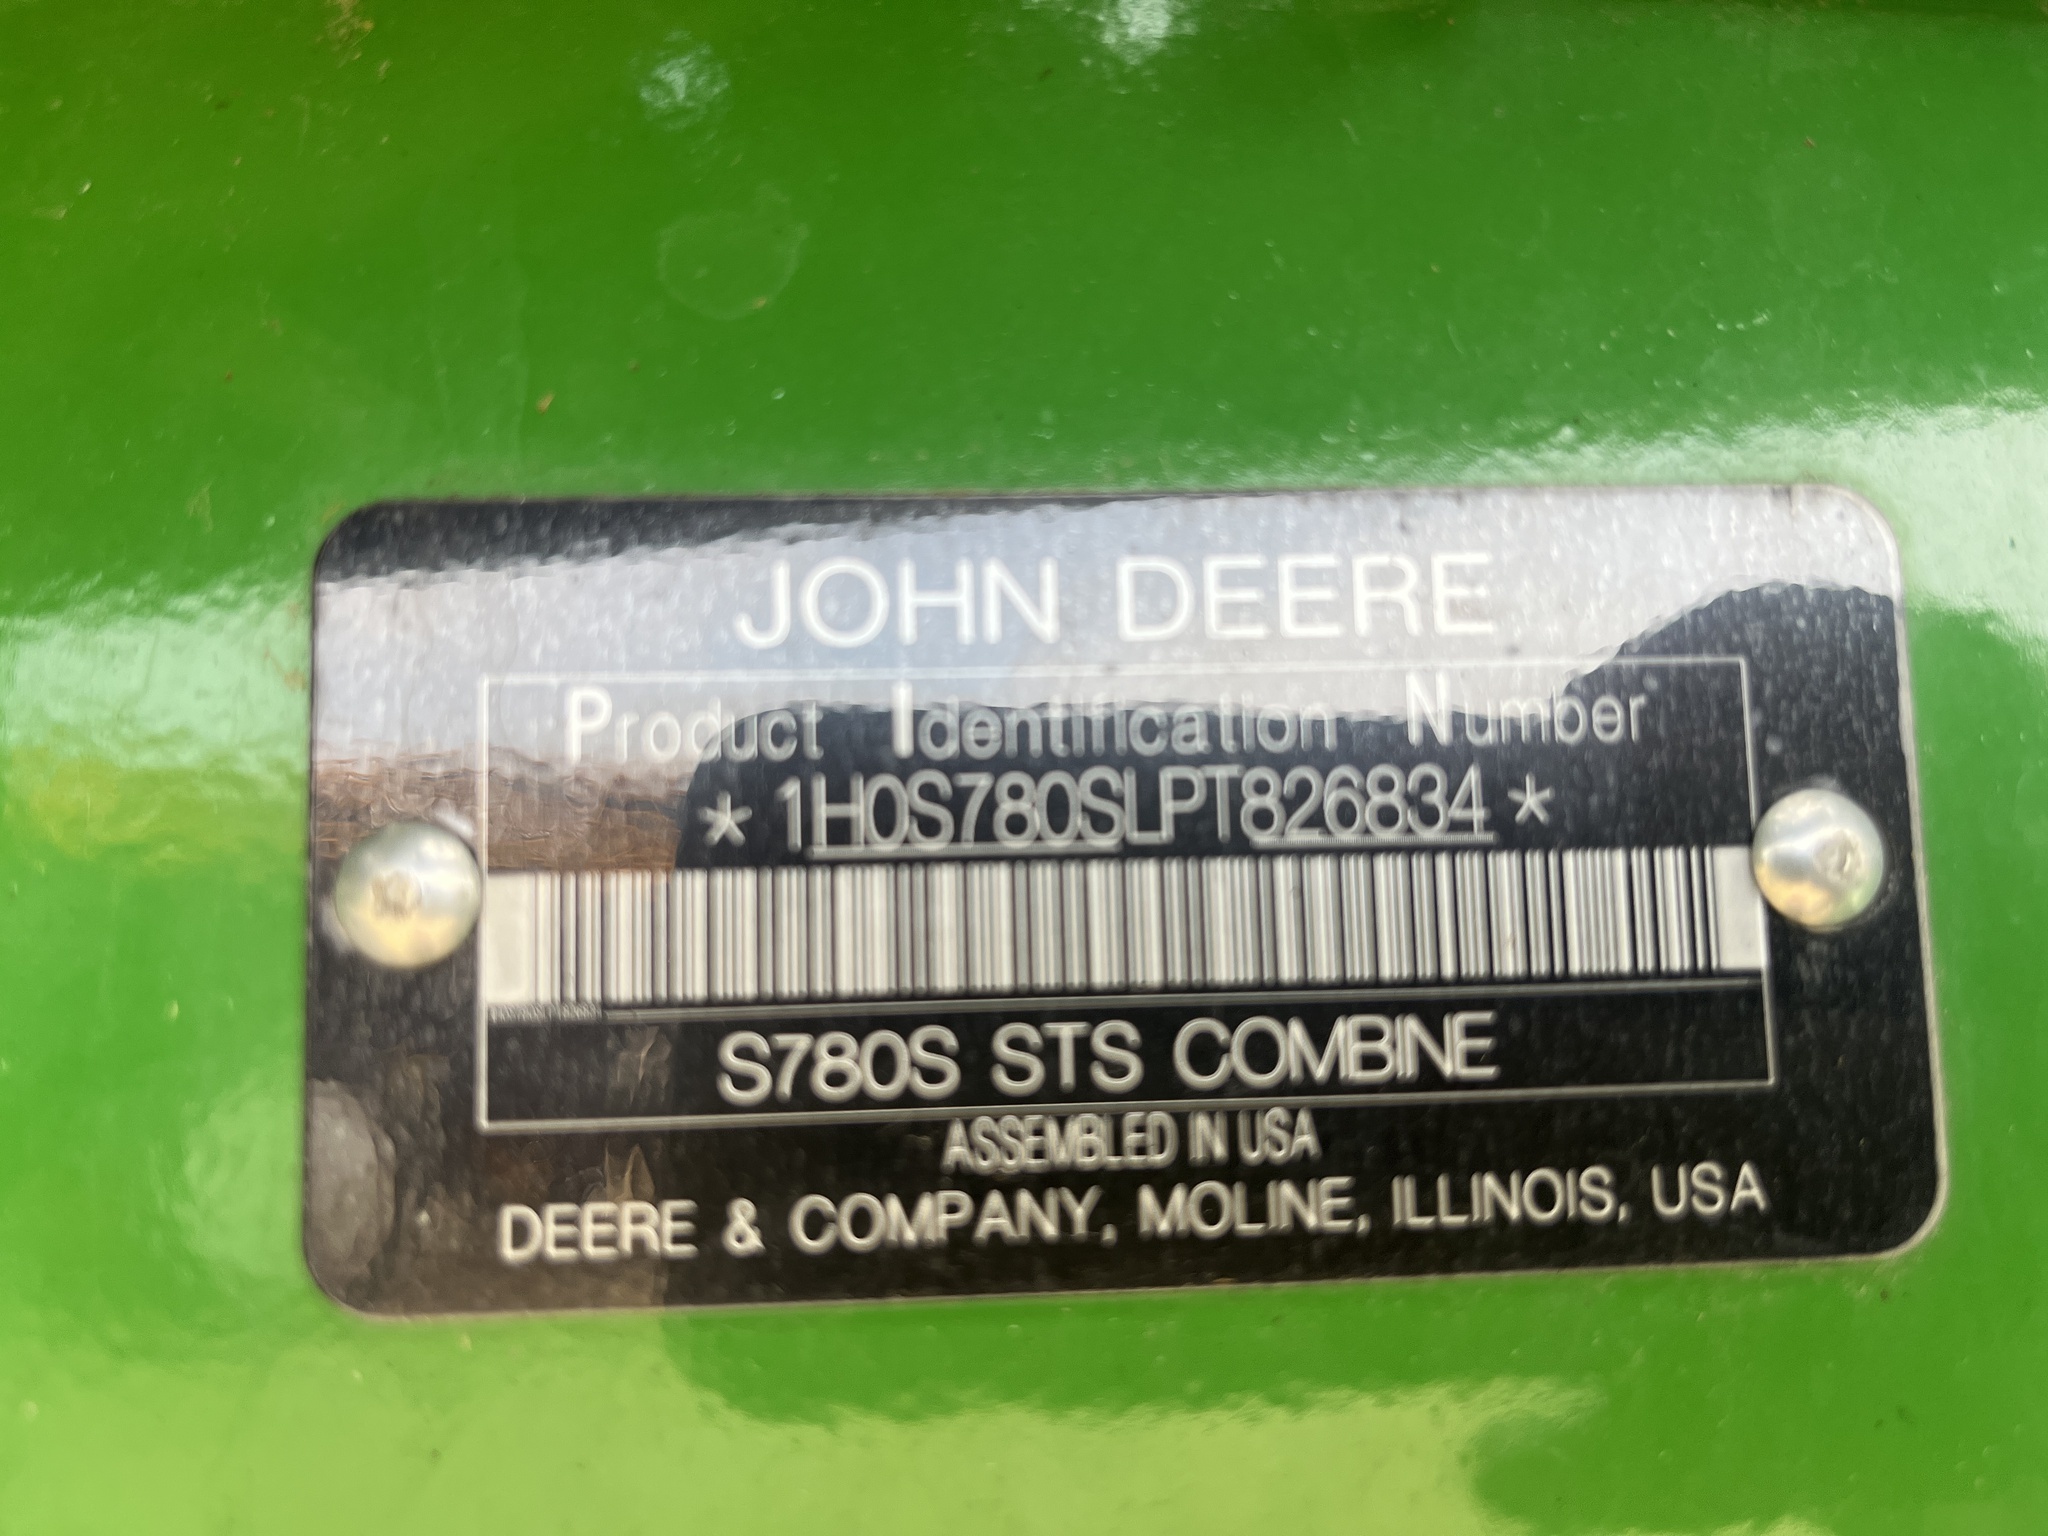 JOHN DEERE
Product Identification Number
* 1H0S780SLPT826834 *
S780S STS COMBINE
ASSEMBLED IN USA
DEERE & COMPANY, MOLINE, ILLINOIS, USA